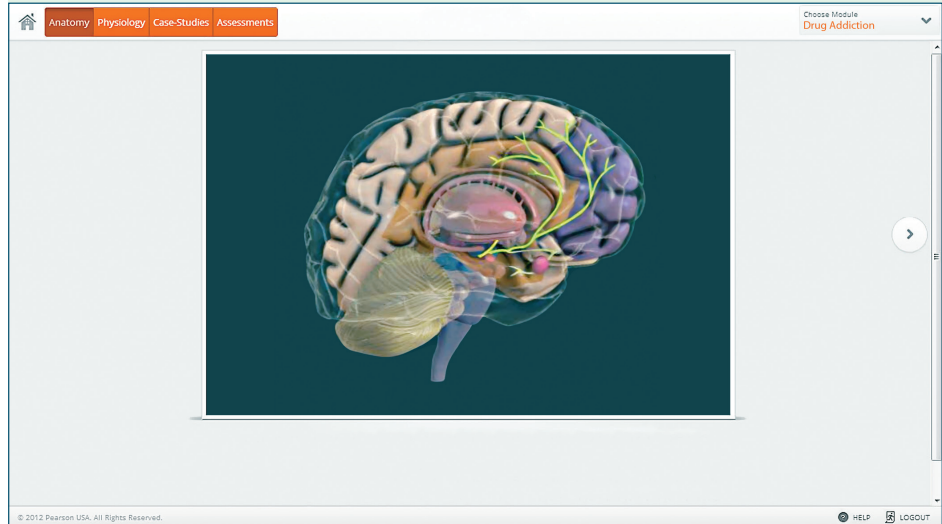 Anatomy Physiology Case-Studies Assessments
Choose Module
Drug Addiction
© 2012 Pearson USA. All Rights Reserved.
HELP LOGOUT